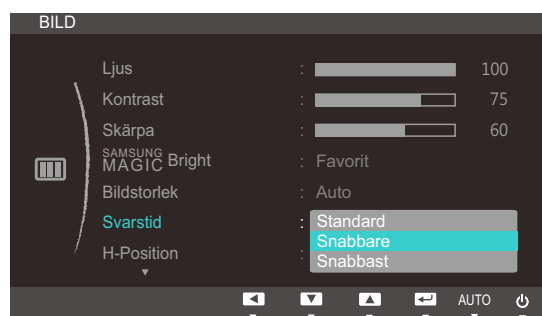 BILD
Ljus : 100
Kontrast : 75
Skärpa : 60
SAMSUNG MAGIC Bright : Favorit
Bildstorlek : Auto
Svarstid : Standard
Snabbare
H-Position : Snabbast
AUTO